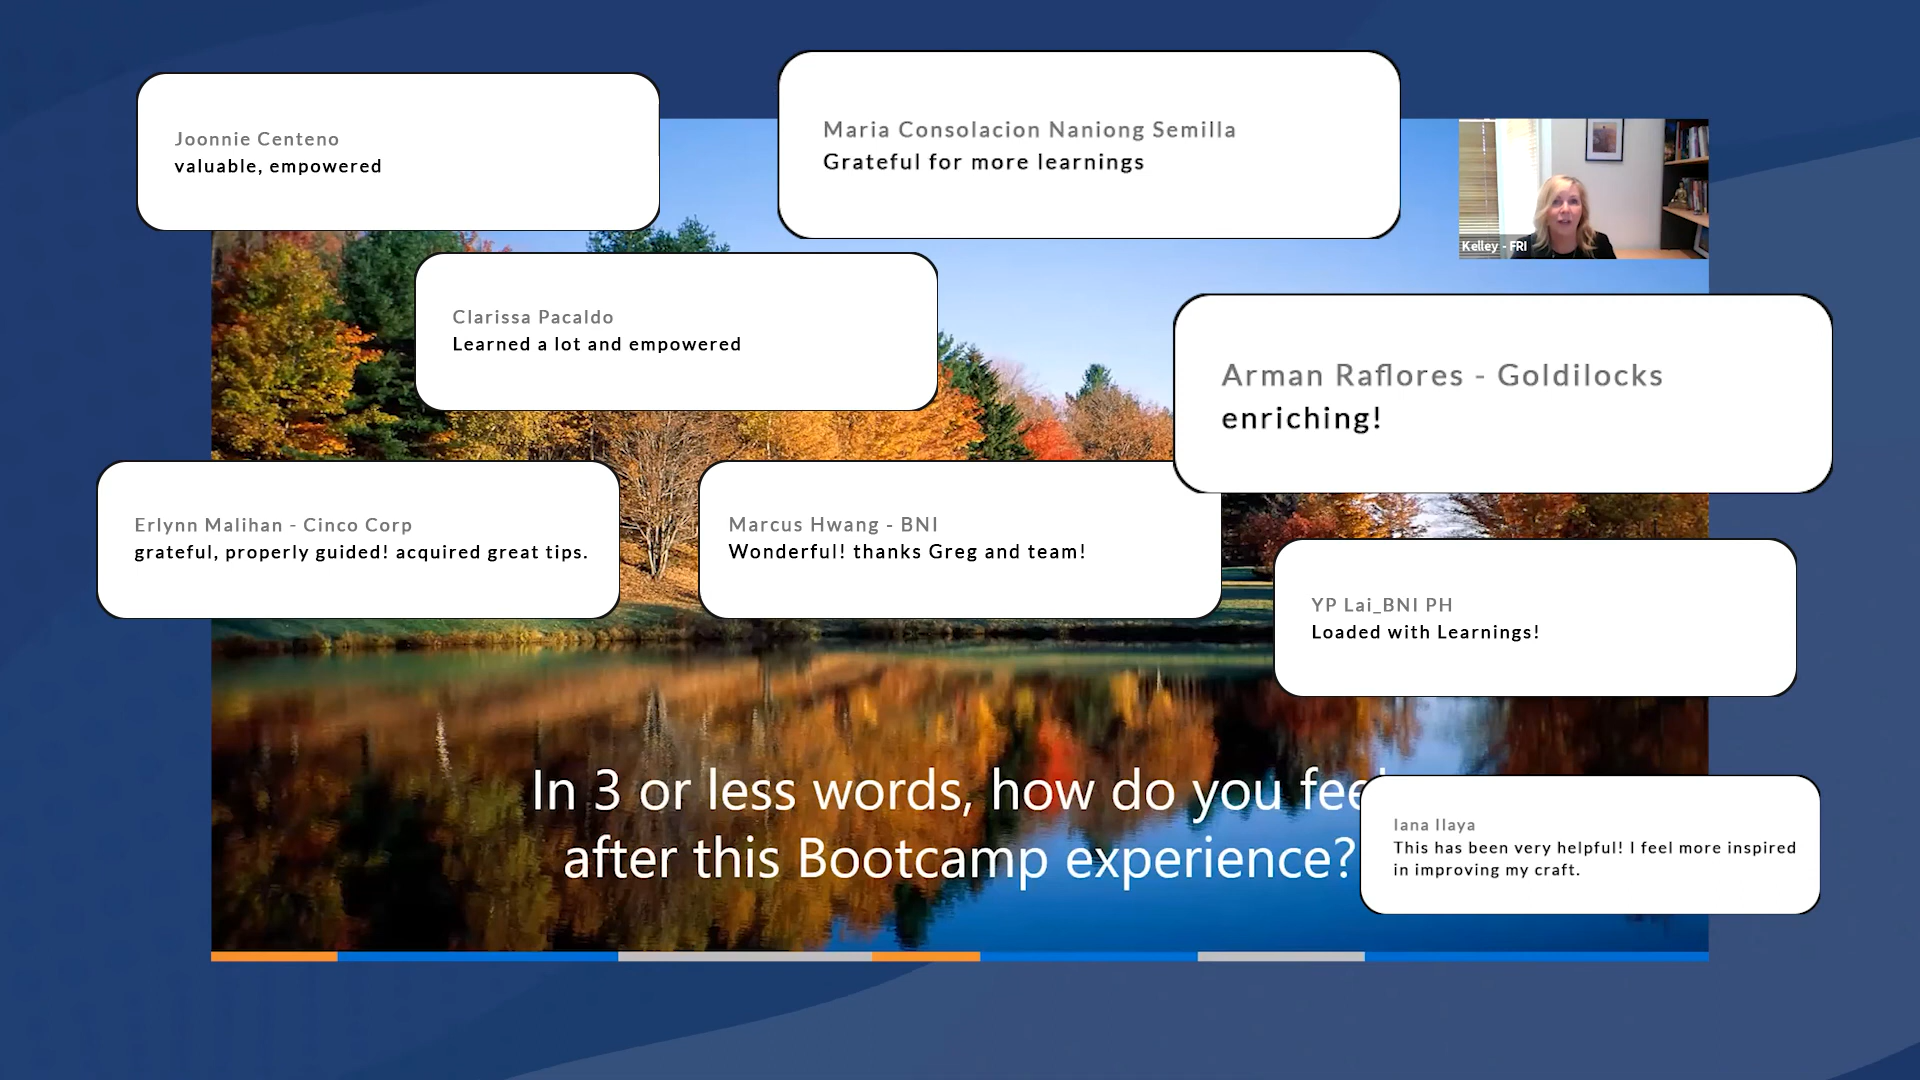 Joonnie Centeno
valuable, empowered
Maria Consolacion Naniong Semilla
Grateful for more learnings
Kelley - FRI
Clarissa Pacaldo
Learned a lot and empowered
Arman Raflores - Goldilocks
enriching!
Erlynn Malihan - Cinco Corp
grateful, properly guided! acquired great tips.
Marcus Hwang - BNI
Wonderful! thanks Greg and team!
YP Lai_BNI PH
Loaded with Learnings!
In 3 or less words, how do you fee
after this Bootcamp experience?
Iana Ilaya
This has been very helpful! I feel more inspired
in improving my craft.